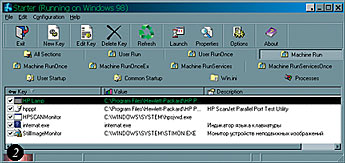 Starter (Running on Windows 98)
File Edit Configuration Help
Exit New Key Edit Key Delete Key Refresh Launch Properties Options About
All Sections User Run User RunOnce Machine Run
Machine RunOnce Machine RunOnceEx Machine RunServices Machine RunServicesOnce
User Startup Common Startup Win.ini Processes
Key Value Description
HP Lamp C:\Program Files\Hewlett-Packard\HP P
hpppt C:\Program Files\Hewlett-Packard\HP P HP ScanJet Parallel Port Test Utility
HPSCANMonitor C:\WINDOWS\SYSTEM\hpsjvxd.exe
internat.exe internat.exe Индикатор языка клавиатуры
StillImageMonitor C:\WINDOWS\SYSTEM\STIMON.EXE Монитор устройств неподвижных изображений
2